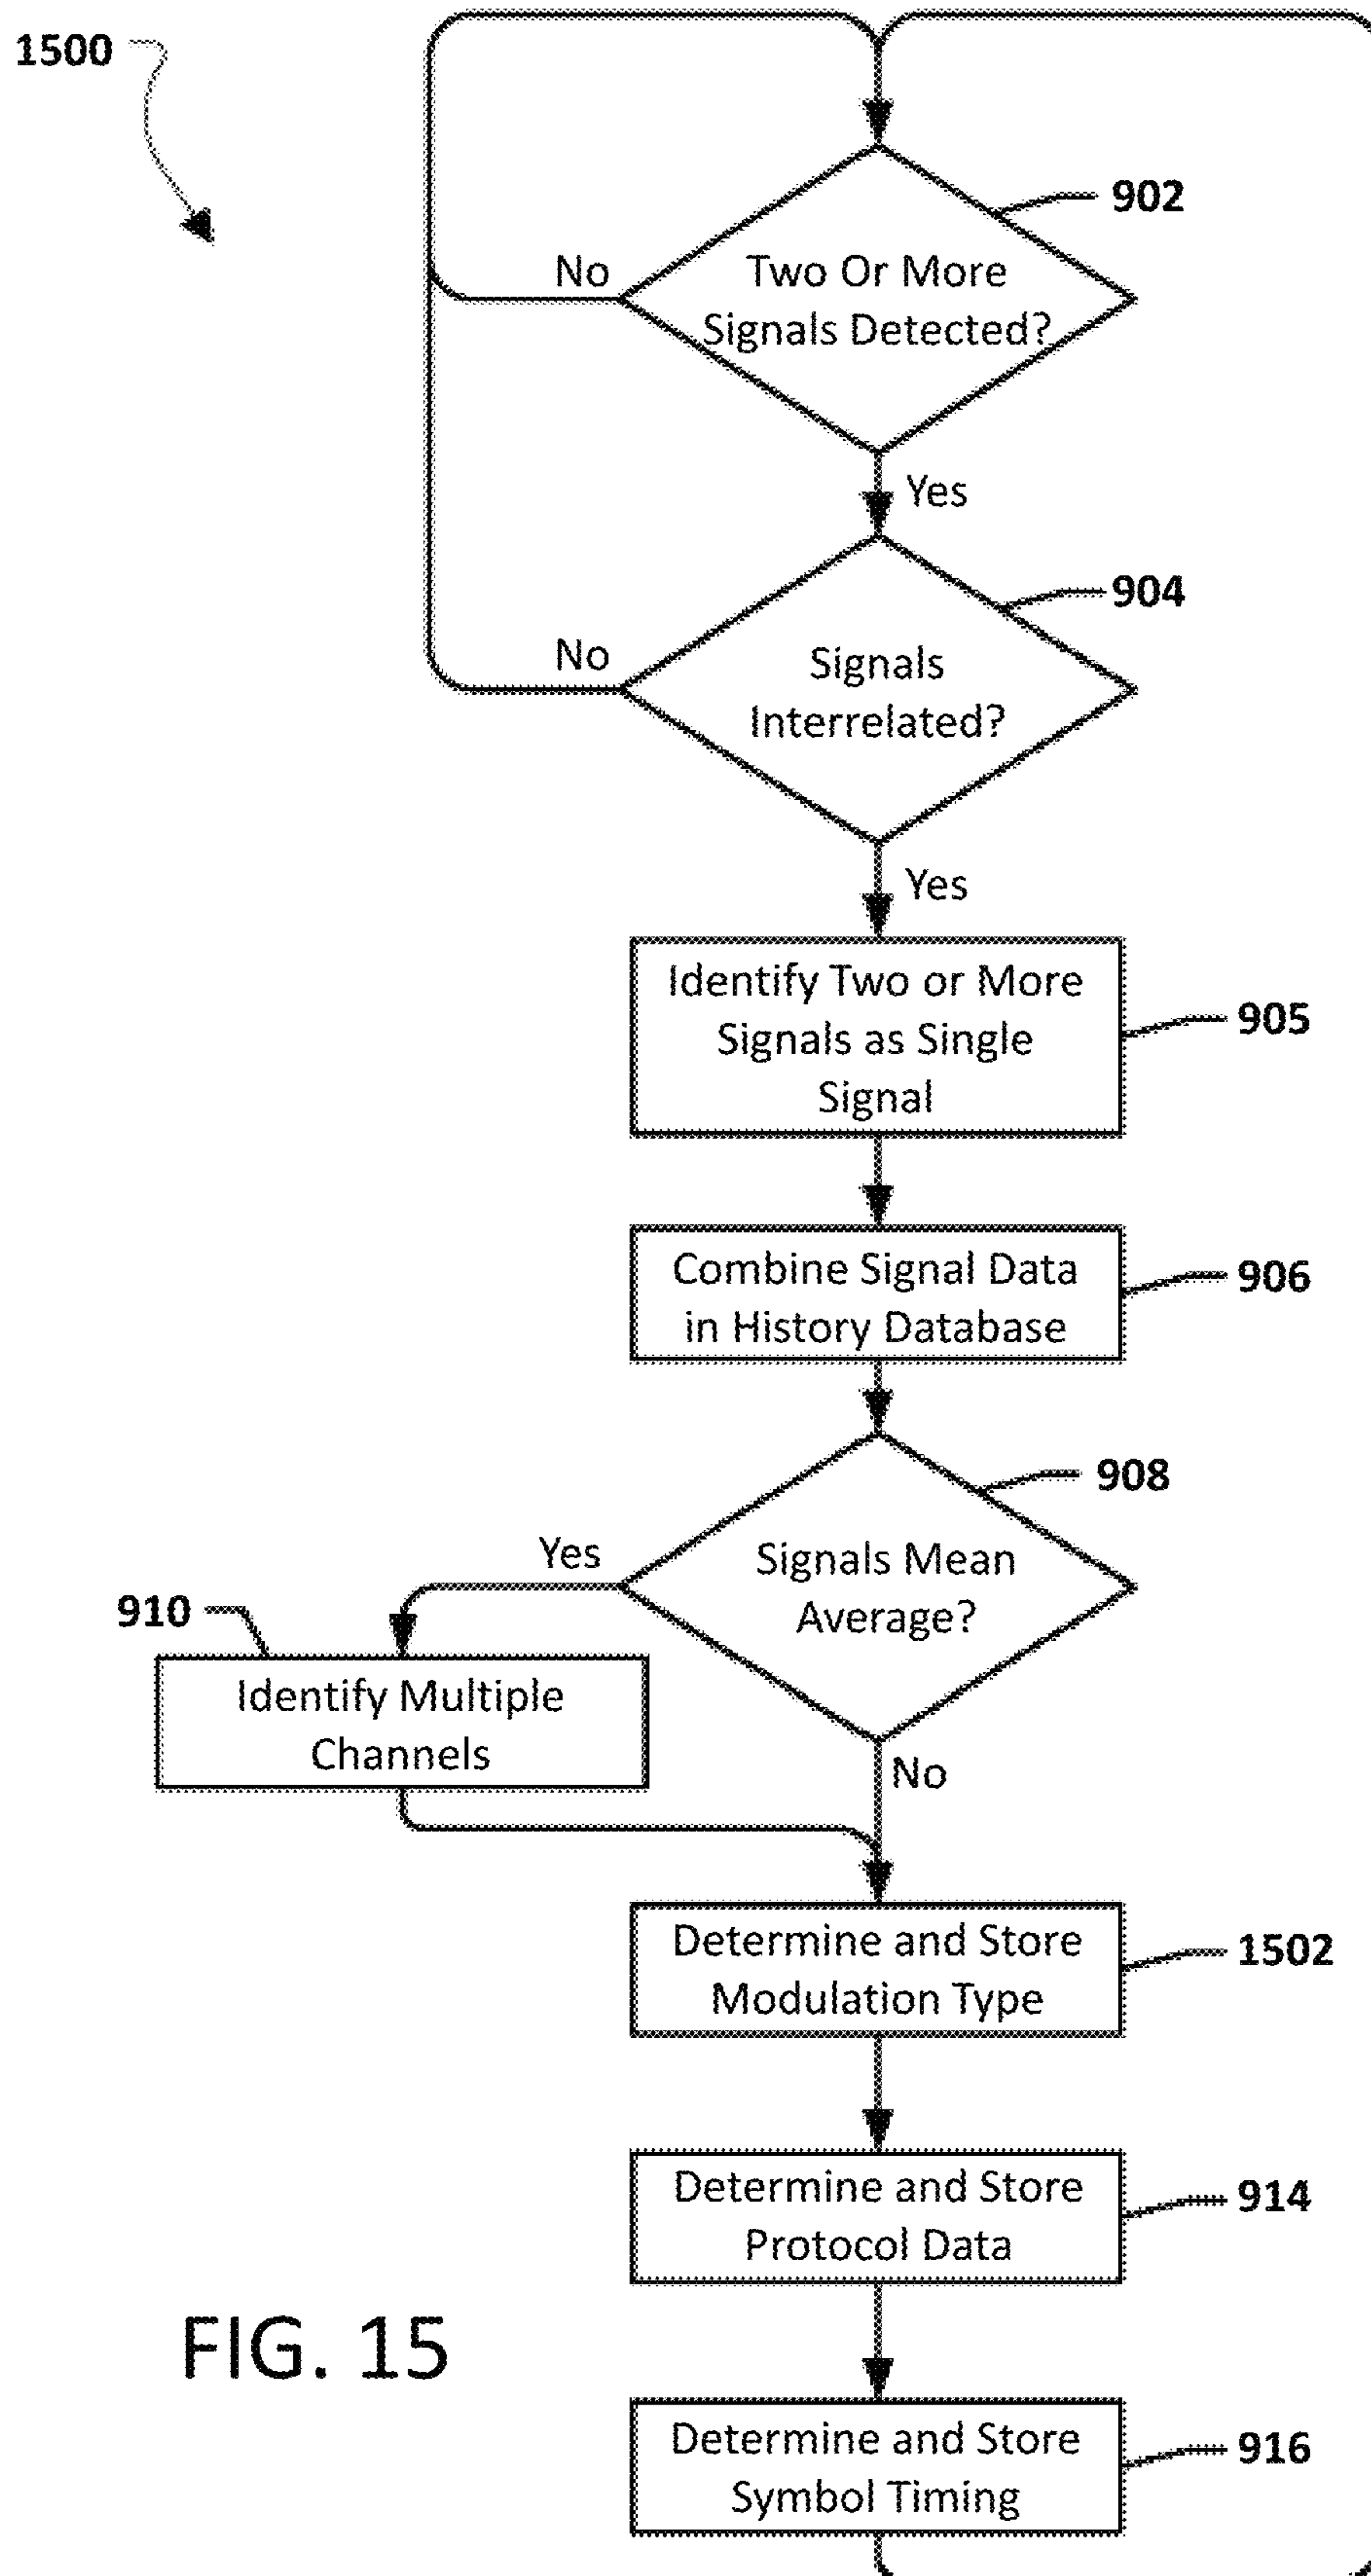 1500
902
No
Two Or More
Signals Detected?
Yes
904
No
Signals
Interrelated?
Yes
Identify Two or More
Signals as Single
Signal
905
Combine Signal Data
in History Database
906
908
Yes
Signals Mean
Average?
910
Identify Multiple
Channels
No
Determine and Store
Modulation Type
1502
Determine and Store
Protocol Data
914
FIG. 15
Determine and Store
Symbol Timing
916